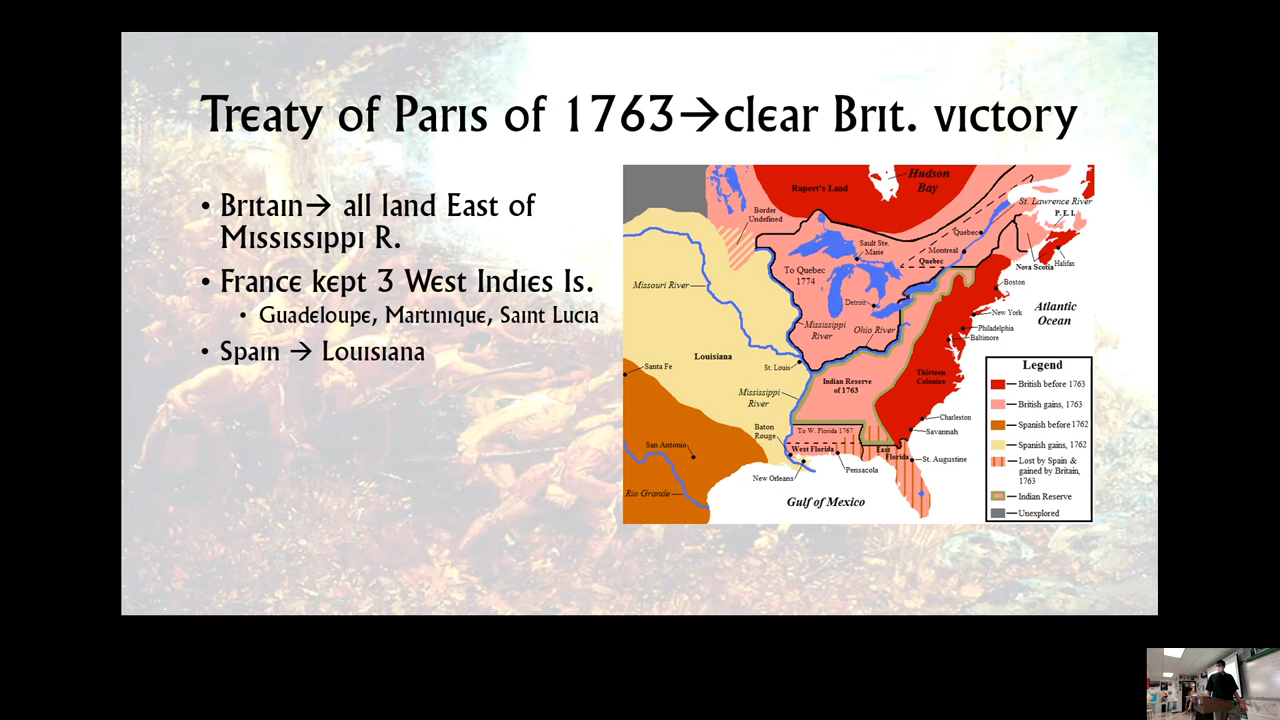 Treaty of Paris of 1763→clear Brit. victory
• Britain→ all land East of
Mississippi R.
• France kept 3 West Indies Is.
• Guadeloupe, Martinique, Saint Lucia
• Spain → Louisiana
Hudson
Bay
Rupert's Land
St. Lawrence River
P. E. I.
Border
Undefined
Quebec
Sault Ste.
Marie
Montreal
Quebec
Nova Scotia
Halifax
To Quebec
1774
Missouri River
Boston
Detroit
Atlantic
Ocean
New York
Mississippi
River
Ohio River
Philadelphia
Baltimore
Louisiana
St. Louis
Santa Fe
Thirteen
Colonies
Indian Reserve
of 1763
Mississippi
River
Charleston
Baton
Rouge
To W. Florida 1767
Savannah
San Antonio
West Florida
East
Florida
St. Augustine
Pensacola
New Orleans
Rio Grande
Gulf of Mexico
Legend
British before 1763
British gains, 1763
Spanish before 1762
Spanish gains, 1762
Lost by Spain &
gained by Britain,
1763
Indian Reserve
Unexplored